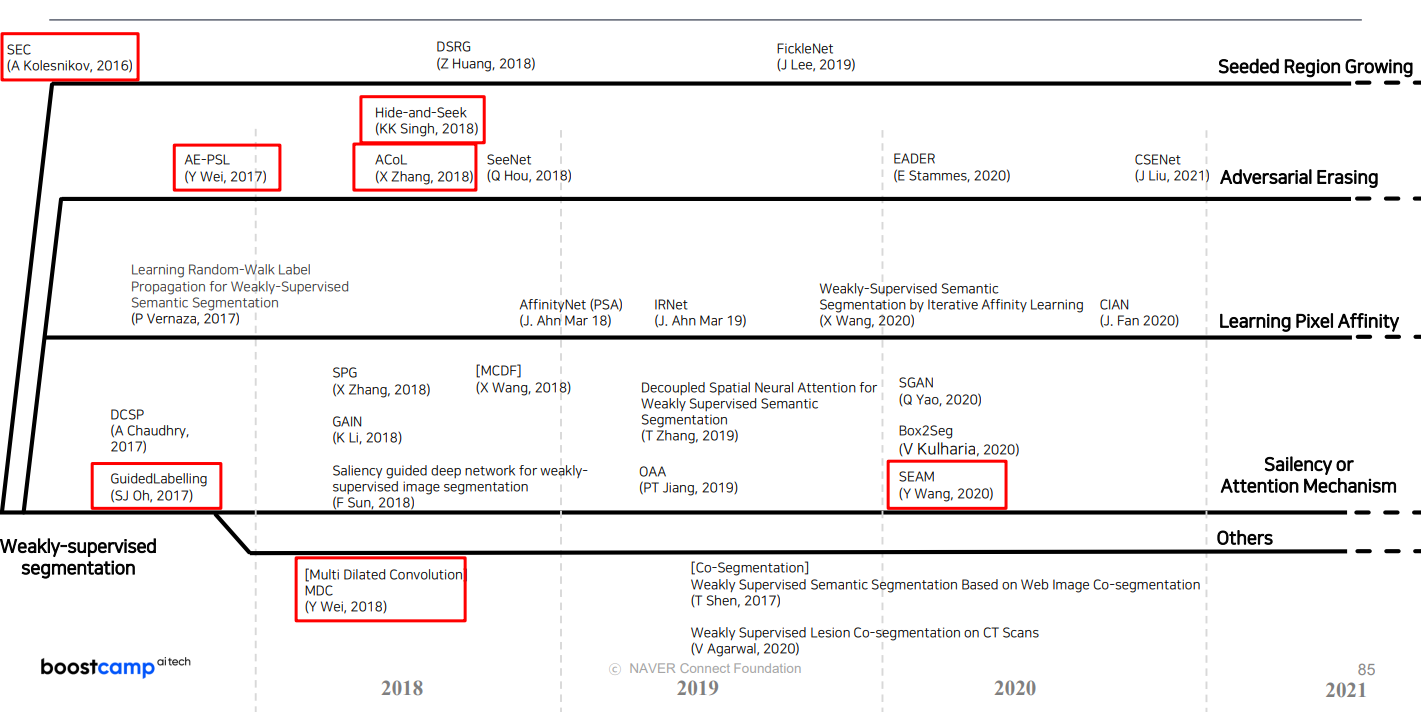 SEC
(A Kolesnikov, 2016)
DSRG
(Z Huang, 2018)
FickleNet
(J Lee, 2019)
Seeded Region Growing
Hide-and-Seek
(KK Singh, 2018)
AE-PSL
(Y Wei, 2017)
ACoL
(X Zhang, 2018)
SeeNet
(Q Hou, 2018)
EADER
(E Stammes, 2020)
CSENet
(J Liu, 2021)
Adversarial Erasing
Learning Random-Walk Label
Propagation for Weakly-Supervised
Semantic Segmentation
(P Vernaza, 2017)
AffinityNet (PSA)
(J. Ahn Mar 18)
IRNet
(J. Ahn Mar 19)
Weakly-Supervised Semantic
Segmentation by Iterative Affinity Learning
(X Wang, 2020)
CIAN
(J. Fan 2020)
Learning Pixel Affinity
DCSP
(A Chaudhry,
2017)
GuidedLabelling
(SJ Oh, 2017)
SPG
(X Zhang, 2018)
GAIN
(K Li, 2018)
Saliency guided deep network for weakly-
supervised image segmentation
(F Sun, 2018)
[MCDF]
(X Wang, 2018)
Decoupled Spatial Neural Attention for
Weakly Supervised Semantic
Segmentation
(T Zhang, 2019)
OAA
(PT Jiang, 2019)
SGAN
(Q Yao, 2020)
Box2Seg
(V Kulharia, 2020)
SEAM
(Y Wang, 2020)
Sailency or
Attention Mechanism
Others
Weakly-supervised
segmentation
[Multi Dilated Convolution]
MDC
(Y Wei, 2018)
[Co-Segmentation]
Weakly Supervised Semantic Segmentation Based on Web Image Co-segmentation
(T Shen, 2017)
Weakly Supervised Lesion Co-segmentation on CT Scans
(V Agarwal, 2020)
boostcamp ai tech
ⓒ NAVER Connect Foundation
85
2018
2019
2020
2021